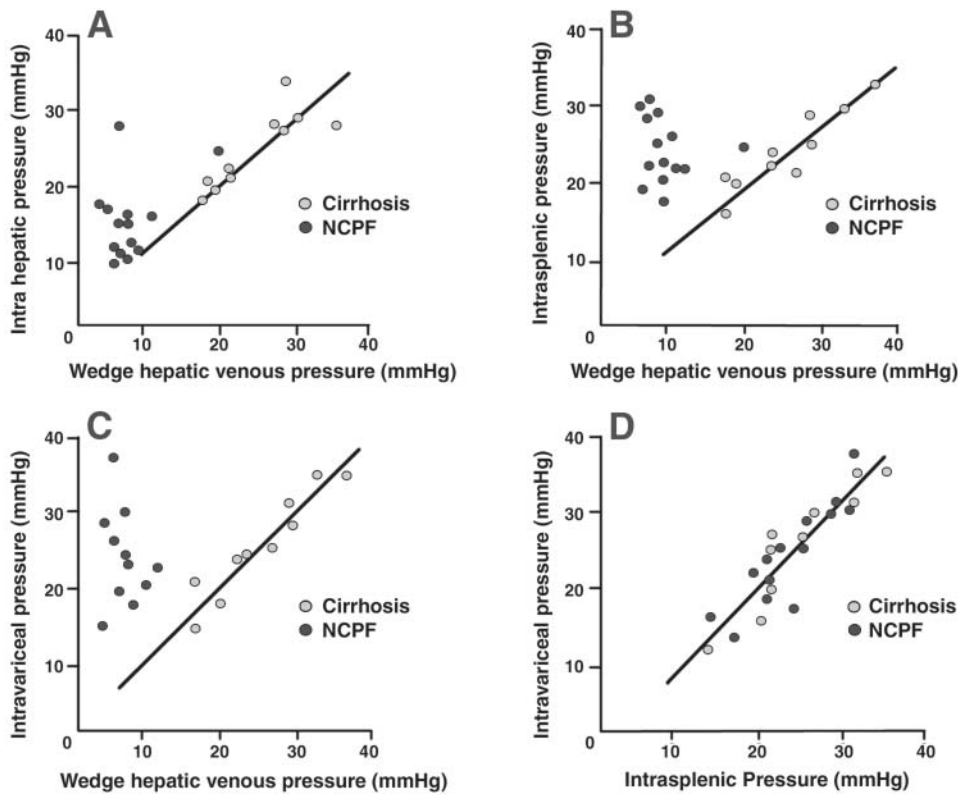 A
Intra hepatic pressure (mmHg)
40
30
20
10
0
10 20 30 40
Wedge hepatic venous pressure (mmHg)
Cirrhosis
NCPF
B
Intrasplenic pressure (mmHg)
40
30
20
10
0
10 20 30 40
Wedge hepatic venous pressure (mmHg)
Cirrhosis
NCPF
C
Intravariceal pressure (mmHg)
40
30
20
10
0
10 20 30 40
Wedge hepatic venous pressure (mmHg)
Cirrhosis
NCPF
D
Intravariceal pressure (mmHg)
40
30
20
10
0
10 20 30 40
Intrasplenic Pressure (mmHg)
Cirrhosis
NCPF